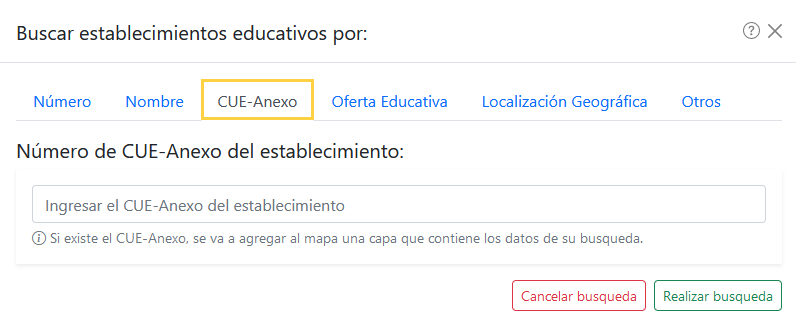 Buscar establecimientos educativos por:
Número Nombre CUE-Anexo Oferta Educativa Localización Geográfica Otros
Número de CUE-Anexo del establecimiento:
Ingresar el CUE-Anexo del establecimiento
Si existe el CUE-Anexo, se va a agregar al mapa una capa que contiene los datos de su busqueda.
Cancelar busqueda Realizar busqueda